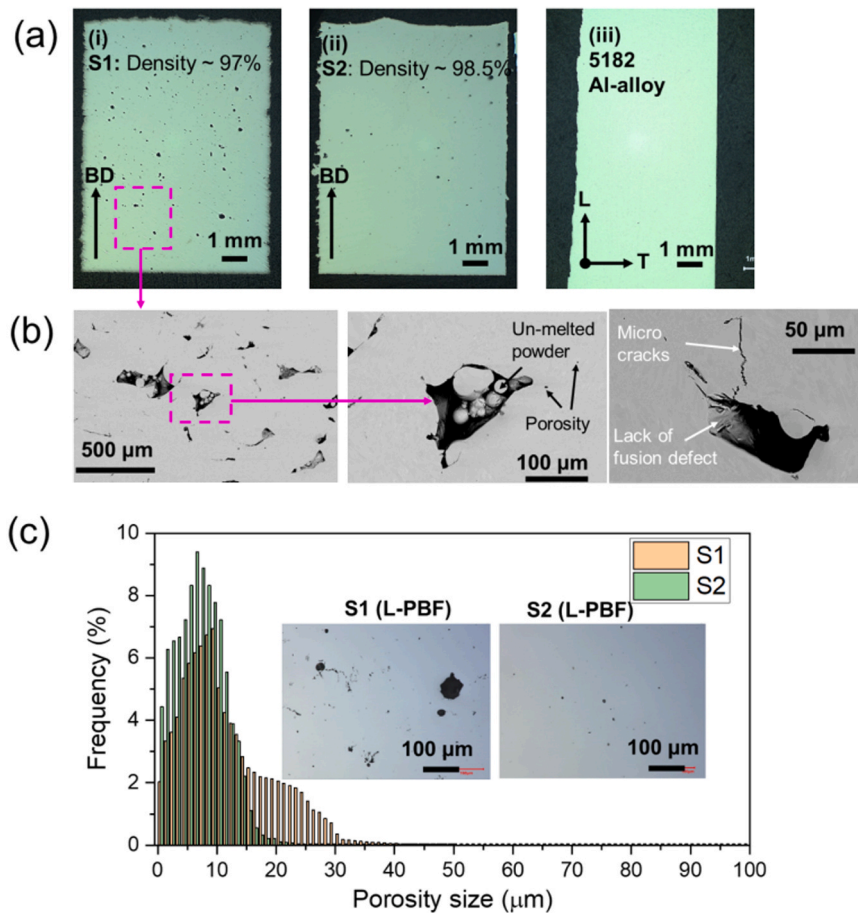 (a)
(i)
S1: Density ~ 97%
BD
1 mm
(ii)
S2: Density ~ 98.5%
BD
1 mm
(iii)
5182
Al-alloy
L
T
1 mm
(b)
500 µm
Un-melted
powder
Porosity
100 µm
Micro
cracks
50 µm
Lack of
fusion defect
(c)
10
8
6
4
2
0
Frequency (%)
S1
S2
S1 (L-PBF)
100 µm
S2 (L-PBF)
100 µm
0 10 20 30 40 50 60 70 80 90 100
Porosity size (µm)